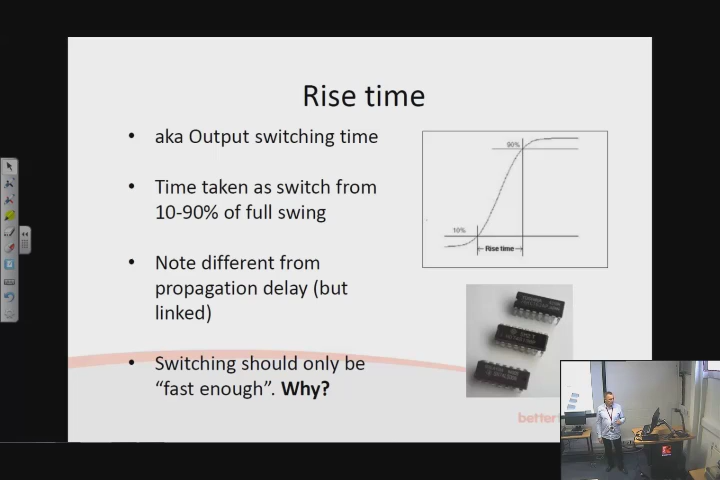 Rise time
• aka Output switching time
• Time taken as switch from
10-90% of full swing
• Note different from
propagation delay (but
linked)
• Switching should only be
“fast enough”. Why?
90%
10%
Rise time
better